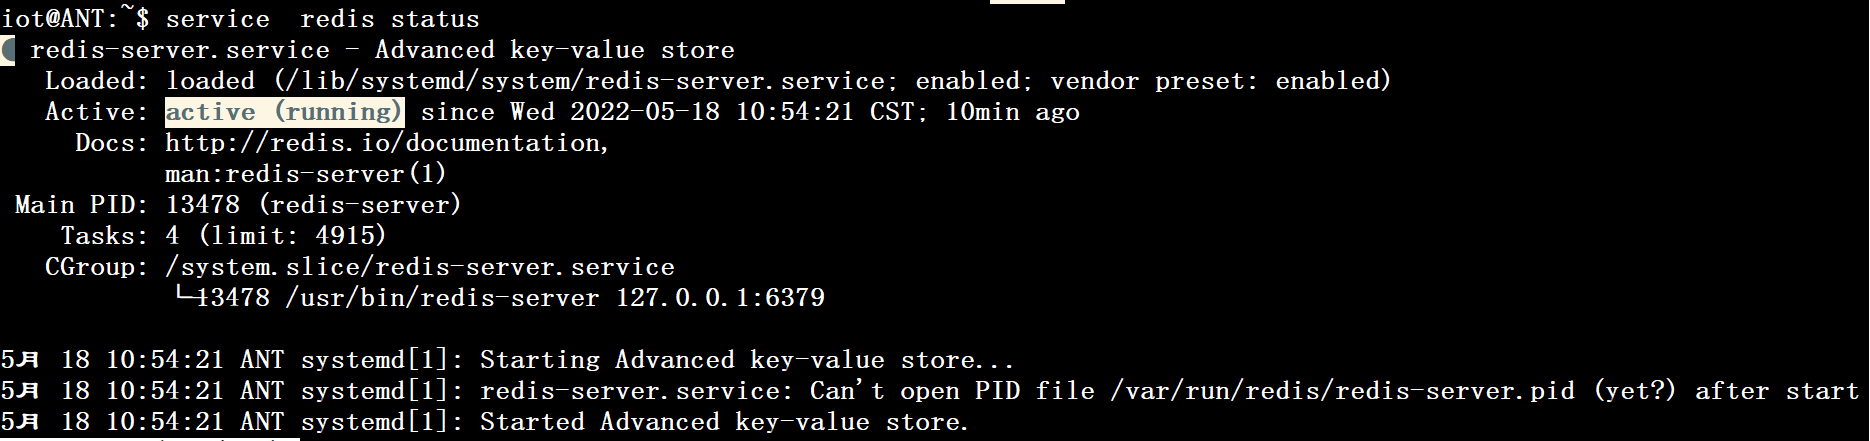 iot@ANT:~$ service  redis status
● redis-server.service - Advanced key-value store
   Loaded: loaded (/lib/systemd/system/redis-server.service; enabled; vendor preset: enabled)
   Active: active (running) since Wed 2022-05-18 10:54:21 CST; 10min ago
     Docs: http://redis.io/documentation,
           man:redis-server(1)
 Main PID: 13478 (redis-server)
    Tasks: 4 (limit: 4915)
   CGroup: /system.slice/redis-server.service
           └─13478 /usr/bin/redis-server 127.0.0.1:6379

5月 18 10:54:21 ANT systemd[1]: Starting Advanced key-value store...
5月 18 10:54:21 ANT systemd[1]: redis-server.service: Can't open PID file /var/run/redis/redis-server.pid (yet?) after start
5月 18 10:54:21 ANT systemd[1]: Started Advanced key-value store.